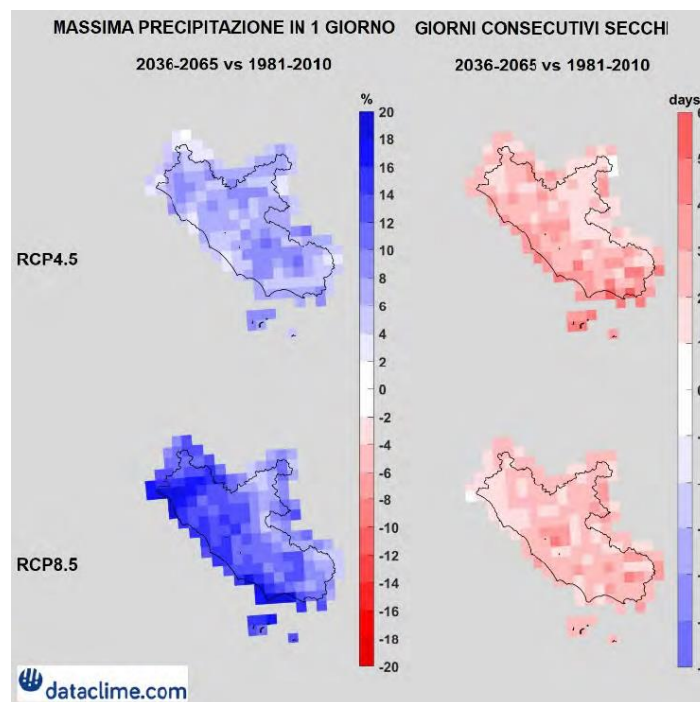 MASSIMA PRECIPITAZIONE IN 1 GIORNO
2036-2065 vs 1981-2010
GIORNI CONSECUTIVI SECCHI
2036-2065 vs 1981-2010
RCP4.5
RCP8.5
%
20
18
16
14
12
10
8
6
4
2
0
-2
-4
-6
-8
-10
-12
-14
-16
-18
-20
days
dataclime.com